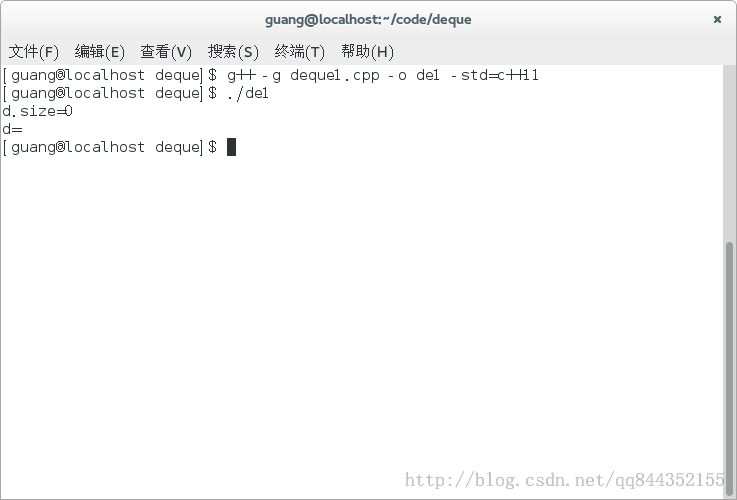 guang@localhost:~/code/deque
文件(F) 编辑(E) 查看(V) 搜索(S) 终端(T) 帮助(H)
[guang@localhost deque]$ g++ -g deque1.cpp -o de1 -std=c++11
[guang@localhost deque]$ ./de1
d.size=0
d=
[guang@localhost deque]$
http://blog.csdn.net/qq844352155